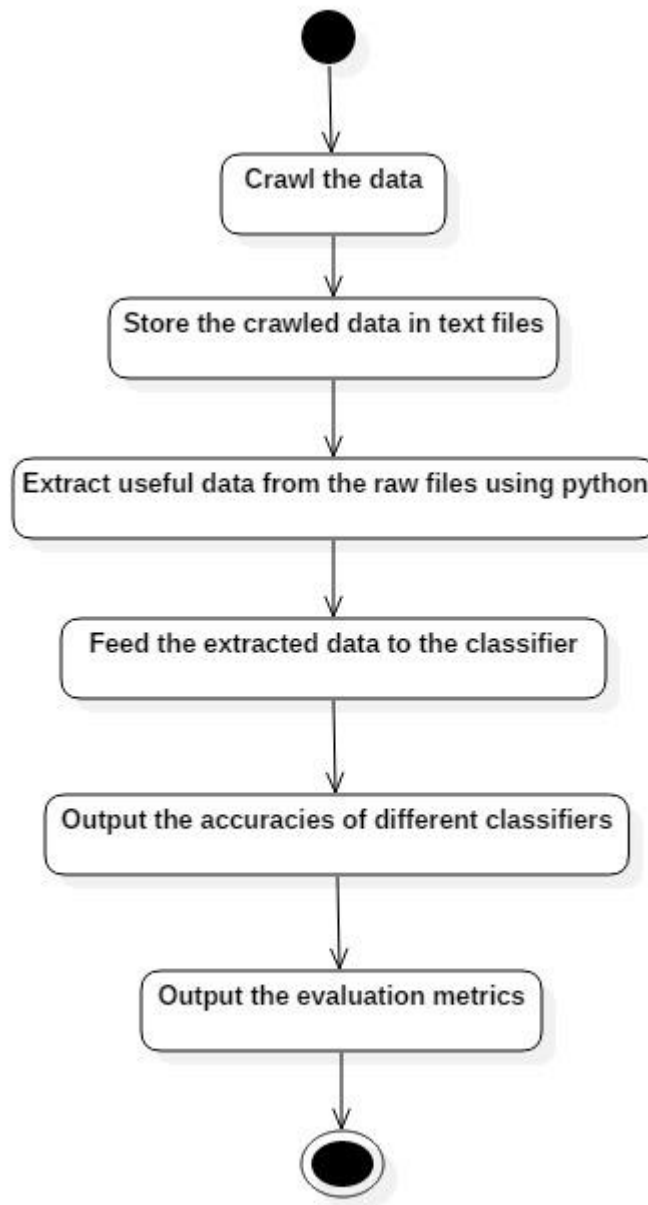 Crawl the data
Store the crawled data in text files
Extract useful data from the raw files using python
Feed the extracted data to the classifier
Output the accuracies of different classifiers
Output the evaluation metrics